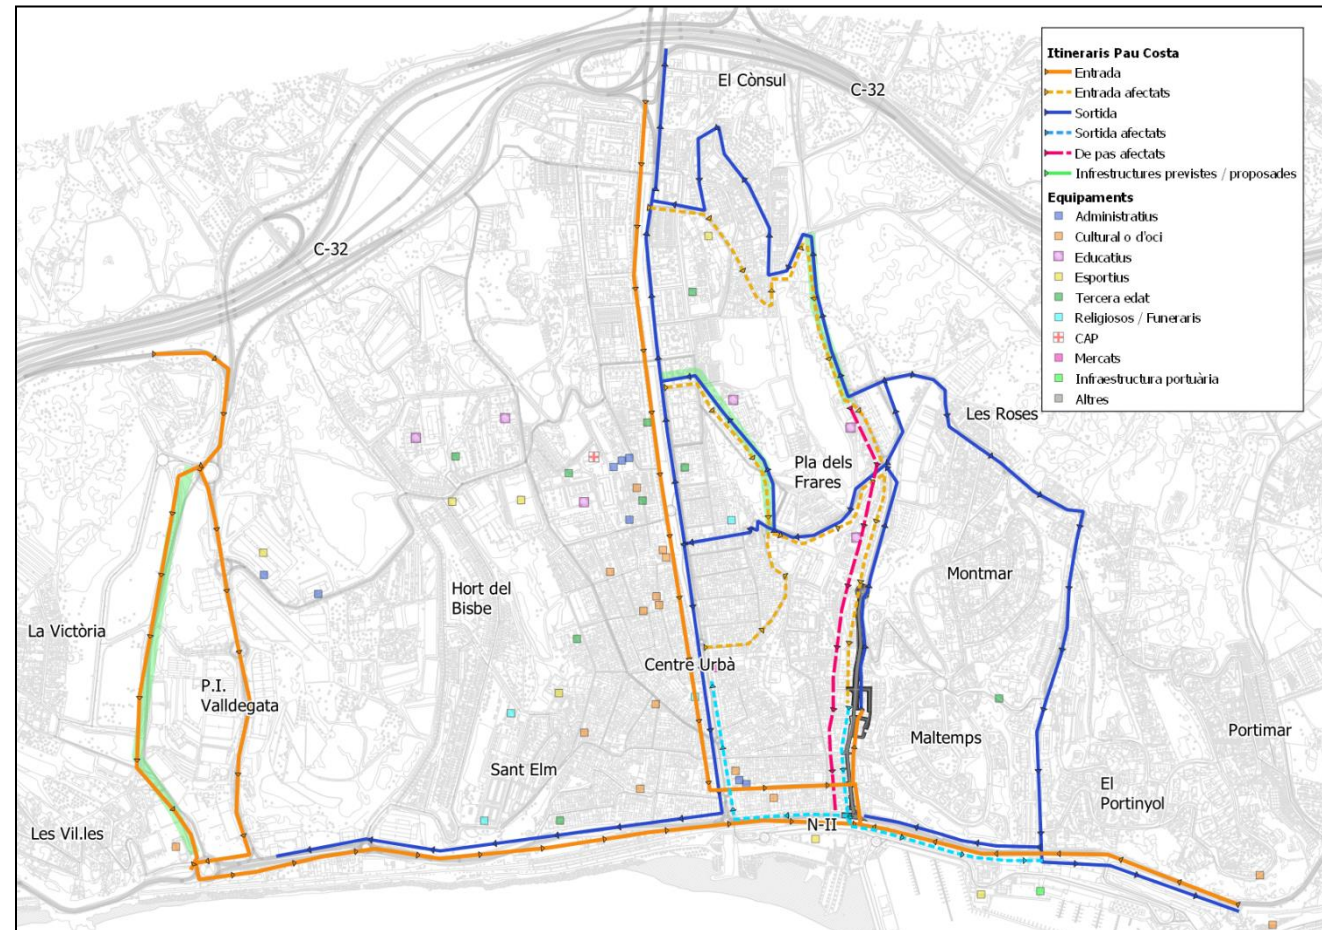 Itineraris Pau Costa
Entrada
Entrada afectats
Sortida
Sortida afectats
De pas afectats
Infrestructures previstes / proposades
Equipaments
Administratius
Cultural o d'oci
Educatius
Esportius
Tercera edat
Religiosos / Funeraris
CAP
Mercats
Infraestructura portuària
Altres
El Cònsul
C-32
C-32
Les Roses
Pla dels
Frares
Montmar
Hort del
Bisbe
La Victòria
Centre Urbà
P.I.
Valldegata
Maltemps
Portimar
Sant Elm
El
Portinyol
Les Vil.les
N-II